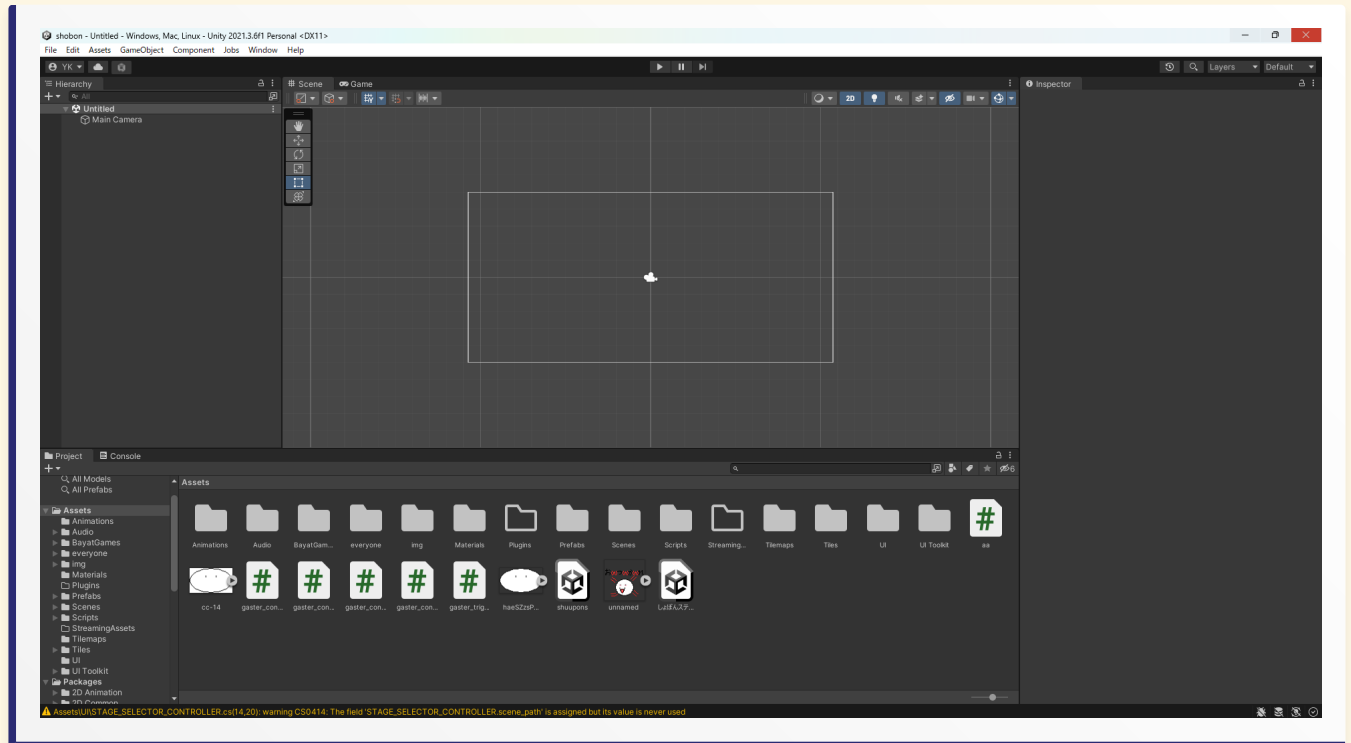 shobon - Untitled - Windows, Mac, Linux - Unity 2021.3.6f1 Personal <DX11>
File Edit Assets GameObject Component Jobs Window Help
YK Layers Default
Hierarchy
All
Untitled
Main Camera
Scene Game
2D
Inspector
Project Console
6
All Models
All Prefabs
Assets
Animations
Audio
BayatGames
everyone
img
Materials
Plugins
Prefabs
Scenes
Scripts
StreamingAssets
Tilemaps
Tiles
UI
UI Toolkit
Packages
2D Animation
2D Common
Assets
Animations Audio BayatGam... everyone img Materials Plugins Prefabs Scenes Scripts Streaming... Tilemaps Tiles UI UI Toolkit aa
cc-14 gaster_con... gaster_con... gaster_con... gaster_con... gaster_trig... haeSZzsP... shuupons unnamed しょぼんステ...
Assets\UI\STAGE_SELECTOR_CONTROLLER.cs(14,20): warning CS0414: The field 'STAGE_SELECTOR_CONTROLLER.scene_path' is assigned but its value is never used